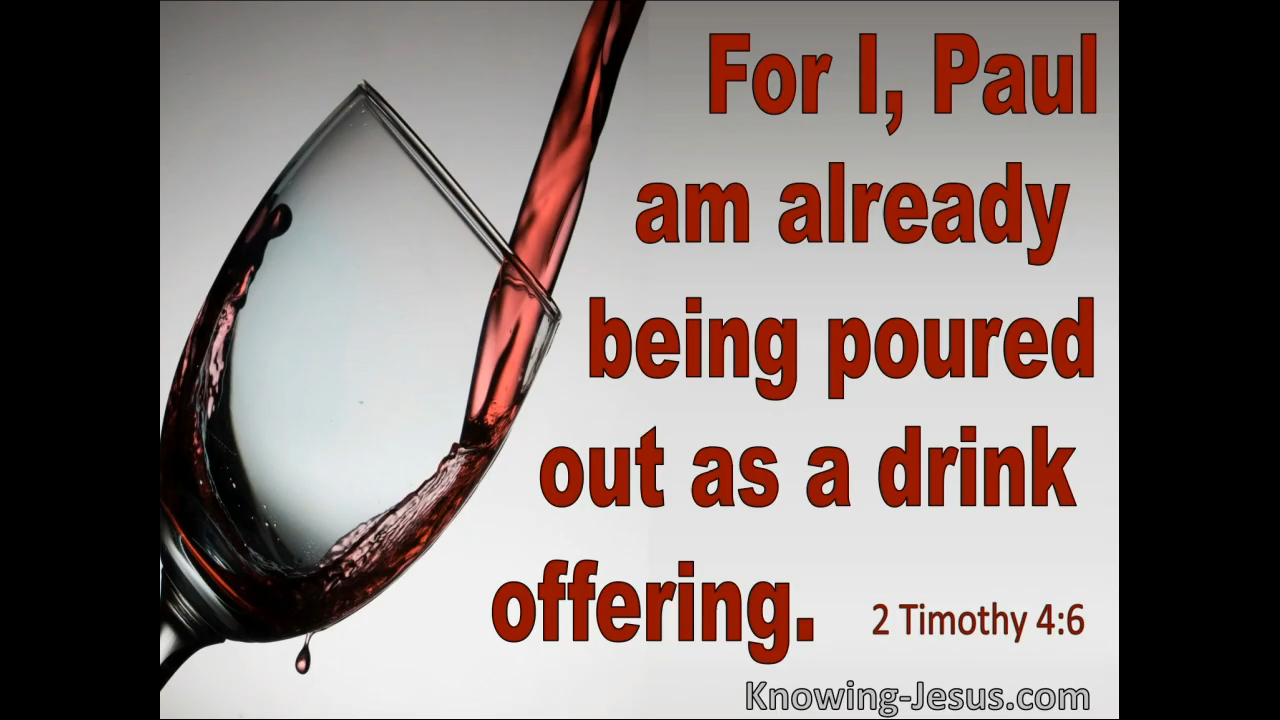 For I, Paul
am already
being poured
out as a drink
offering.
2 Timothy 4:6
Knowing-Jesus.com